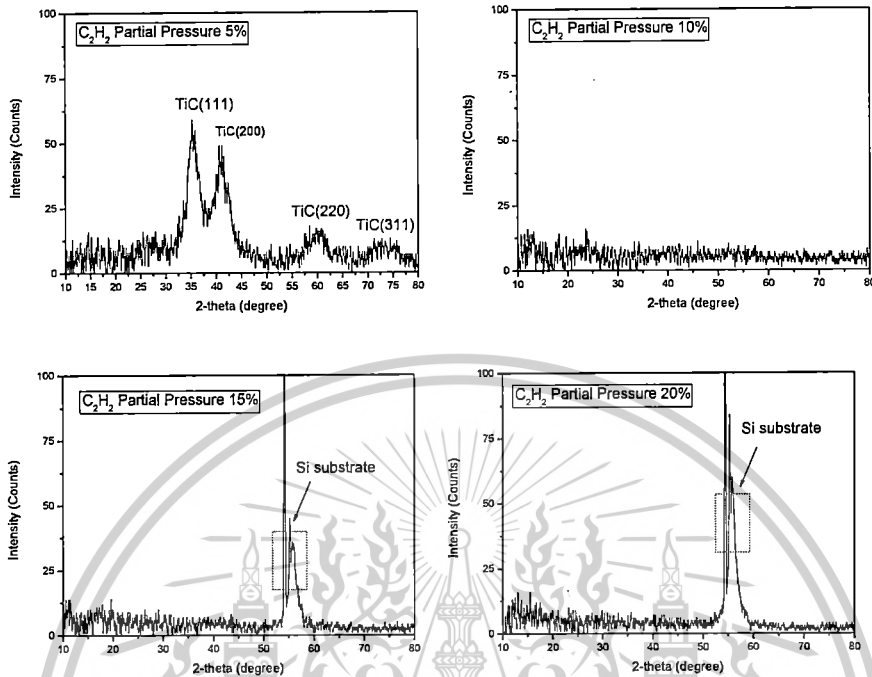 C₂H₂ Partial Pressure 5%
TiC(111)
TiC(200)
TiC(220)
TiC(311)
Intensity (Counts)
100
75
50
25
0
10 15 20 25 30 35 40 45 50 55 60 65 70 75 80
2-theta (degree)
C₂H₂ Partial Pressure 10%
Intensity (Counts)
100
75
50
25
0
10 20 30 40 50 60 70 80
2-theta (degree)
C₂H₂ Partial Pressure 15%
Si substrate
Intensity (Counts)
100
75
50
25
0
10 20 30 40 50 60 70 80
2-theta (degree)
C₂H₂ Partial Pressure 20%
Si substrate
Intensity (Counts)
100
75
50
25
0
10 20 30 40 50 60 70 80
2-theta (degree)